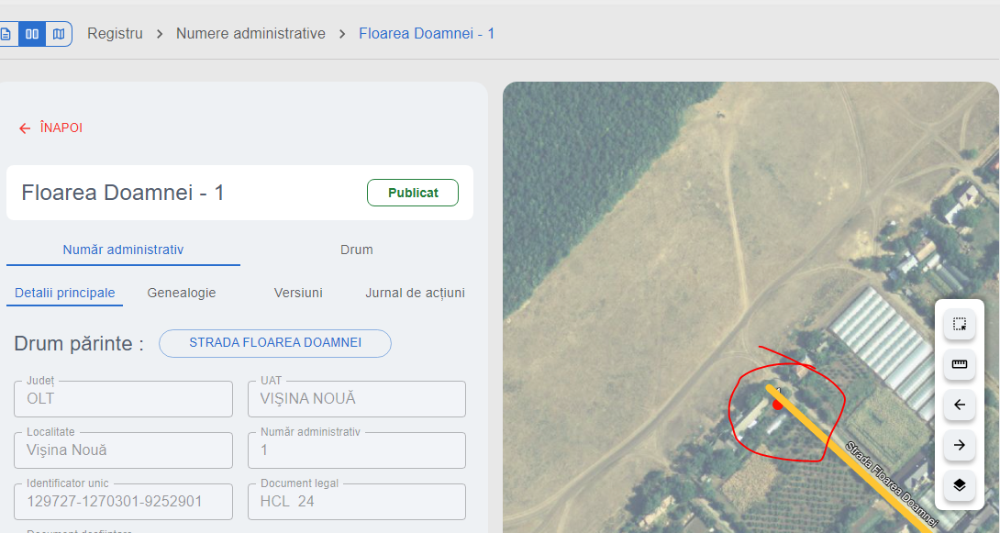 Registru > Numere administrative > Floarea Doamnei - 1
ÎNAPOI
Floarea Doamnei - 1
Publicat
Număr administrativ
Drum
Detalii principale
Genealogie
Versiuni
Jurnal de acțiuni
Drum părinte :
STRADA FLOAREA DOAMNEI
Județ
OLT
UAT
VIŞINA NOUĂ
Localitate
Vişina Nouă
Număr administrativ
1
Identificator unic
129727-1270301-9252901
Document legal
HCL 24
1
Strada Floarea Doamnei